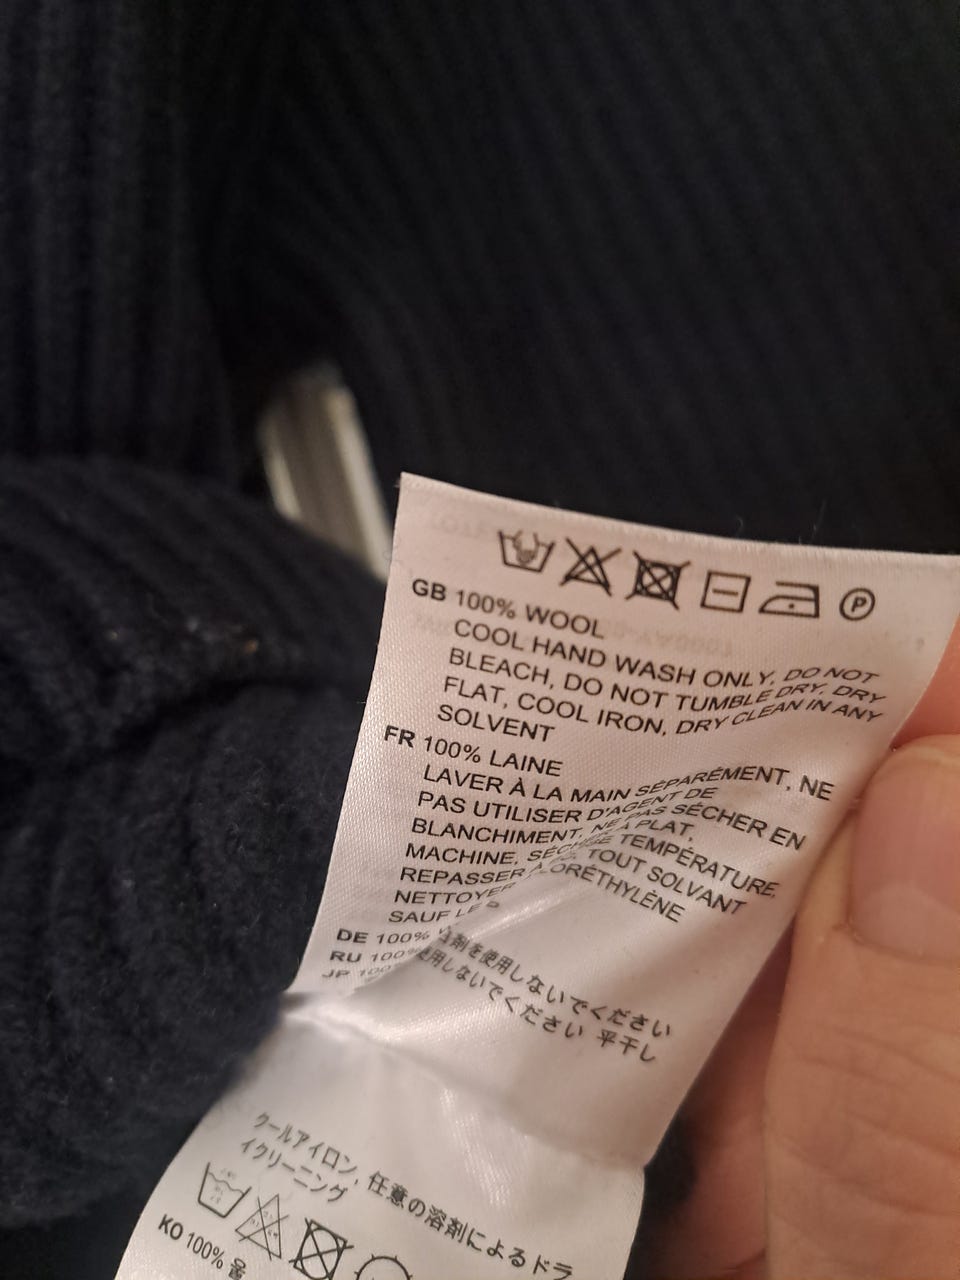 P
GB 100% WOOL
COOL HAND WASH ONLY, DO NOT
BLEACH, DO NOT TUMBLE DRY, DRY
FLAT, COOL IRON, DRY CLEAN IN ANY
SOLVENT
FR 100% LAINE
LAVER À LA MAIN SÉPARÉMENT, NE
PAS UTILISER D'AGENT DE
BLANCHIMENT, NE PAS SÉCHER EN
MACHINE, À PLAT,
REPASSER TEMPÉRATURE,
NETTOYER TOUT SOLVANT
SAUF LE
DE 100%
RU 100%
JP 100
剤を使用しないでください
使用しないでください 平干し
クールアイロン, 任意の溶剤によるドラ
イクリーニング
KO 100%